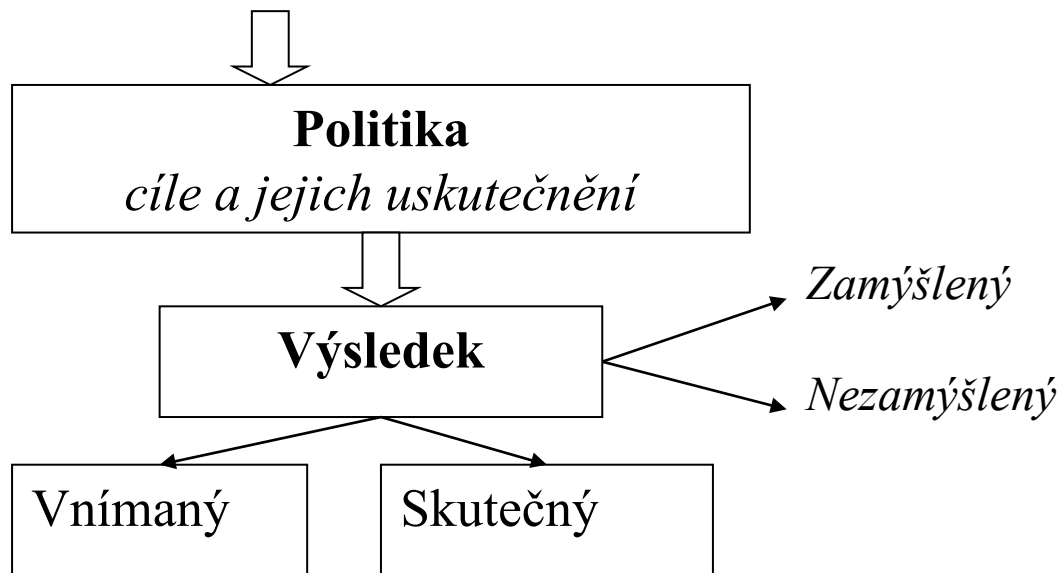 Politika
cíle a jejich uskutečnění
Zamýšlený
Výsledek
Nezamýšlený
Vnímaný
Skutečný